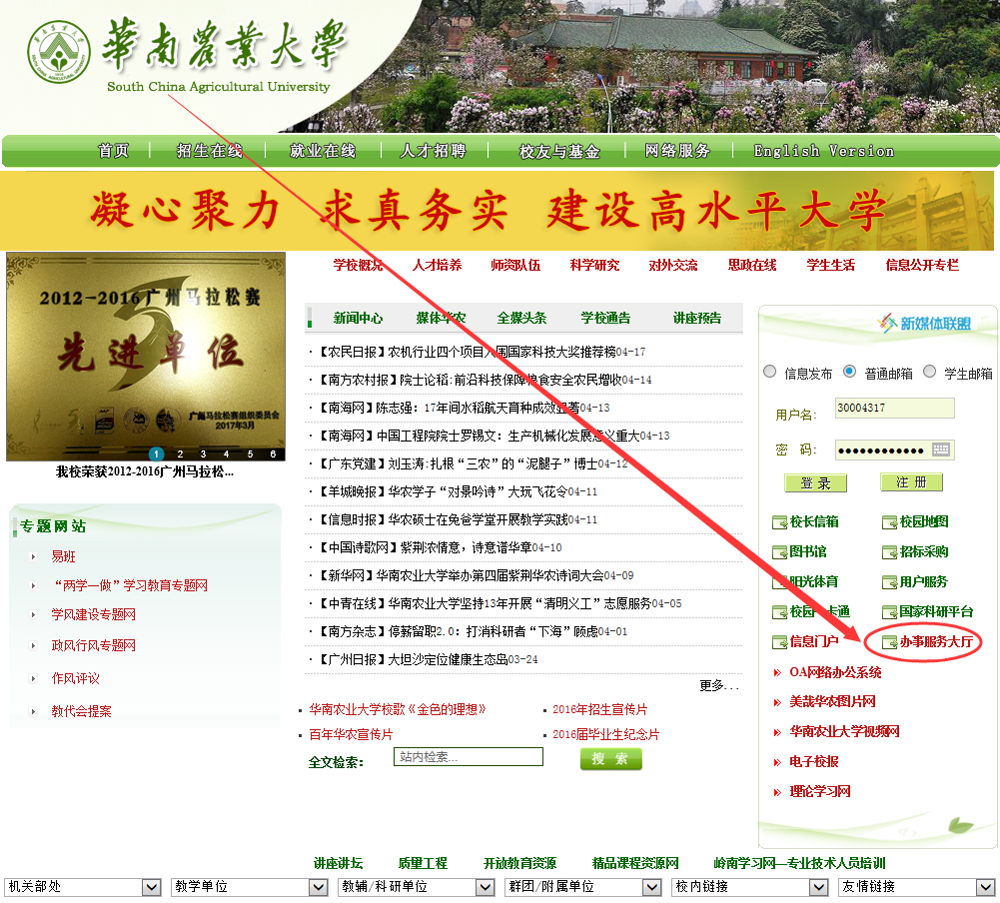 華南農業大學
South China Agricultural University
首页 招生在线 就业在线 人才招聘 校友与基金 网络服务 English Version
凝心聚力 求真务实 建设高水平大学
学校概况 人才培养 师资队伍 科学研究 对外交流 思政在线 学生生活 信息公开专栏
2012-2016广州马拉松赛
先进单位
广州马拉松赛组织委员会
2017年3月
1 2 3 4 5 6
我校荣获2012-2016广州马拉松...
专题网站
易班
“两学一做”学习教育专题网
学风建设专题网
政风行风专题网
作风评议
教代会提案
新闻中心 媒体华农 全媒头条 学校通告 讲座预告
·【农民日报】农机行业四个项目入围国家科技大奖推荐榜04-17
·【南方农村报】院士论稻:前沿科技保障粮食安全农民增收04-14
·【南海网】陈志强：17年间水稻航天育种成效显著04-13
·【南海网】中国工程院院士罗锡文：生产机械化发展意义重大04-13
·【广东党建】刘玉涛:扎根“三农”的“泥腿子”博士04-12
·【羊城晚报】华农学子“对景吟诗”大玩飞花令04-11
·【信息时报】华农硕士在免爸学堂开展教学实践04-11
·【中国诗歌网】紫荆浓情意，诗意谱华章04-10
·【新华网】华南农业大学举办第四届紫荆华农诗词大会04-09
·【中青在线】华南农业大学坚持13年开展“清明义工”志愿服务04-05
·【南方杂志】停薪留职2.0：打消科研者“下海”顾虑04-01
·【广州日报】大坦沙定位健康生态岛03-24
更多...
华南农业大学校歌《金色的理想》 2016年招生宣传片
百年华农宣传片 2016届毕业生纪念片
全文检索： 站内检索... 搜 索
新媒体联盟
信息发布 普通邮箱 学生邮箱
用户名: 30004317
密 码: ●●●●●●●●●●●●
登 录 注 册
校长信箱 校园地图
图书馆 招标采购
阳光体育 用户服务
校园一卡通 国家科研平台
信息门户 办事服务大厅
OA网络办公系统
美哉华农图片网
华南农业大学视频网
电子校报
理论学习网
讲座讲坛 质量工程 开放教育资源 精品课程资源网 岭南学习网—专业技术人员培训
机关部处 教学单位 教辅/科研单位 群团/附属单位 校内链接 友情链接